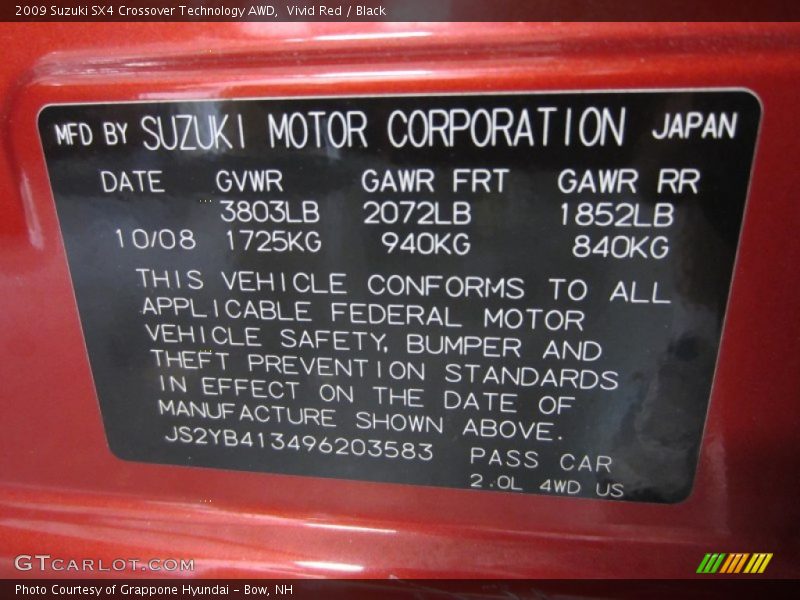 2009 Suzuki SX4 Crossover Technology AWD,  Vivid Red / Black
MFD BY SUZUKI MOTOR CORPORATION JAPAN
DATE GVWR GAWR FRT GAWR RR
3803LB 2072LB 1852LB
10/08 1725KG 940KG 840KG
THIS VEHICLE CONFORMS TO ALL
APPLICABLE FEDERAL MOTOR
VEHICLE SAFETY, BUMPER AND
THEFT PREVENTION STANDARDS
IN EFFECT ON THE DATE OF
MANUFACTURE SHOWN ABOVE.
JS2YB413496203583 PASS CAR
2.0L 4WD US
GTCARLOT.COM
Photo Courtesy of Grappone Hyundai - Bow, NH